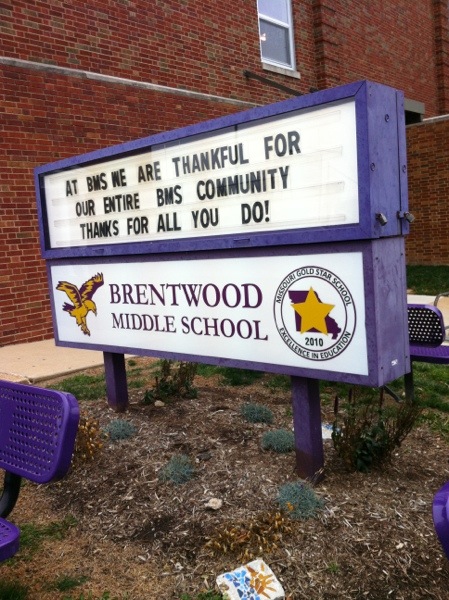 AT BMS WE ARE THANKFUL FOR
OUR ENTIRE BMS COMMUNITY
THANKS FOR ALL YOU DO!
BRENTWOOD
MIDDLE SCHOOL
MISSOURI GOLD STAR SCHOOL
2010
EXCELLENCE IN EDUCATION